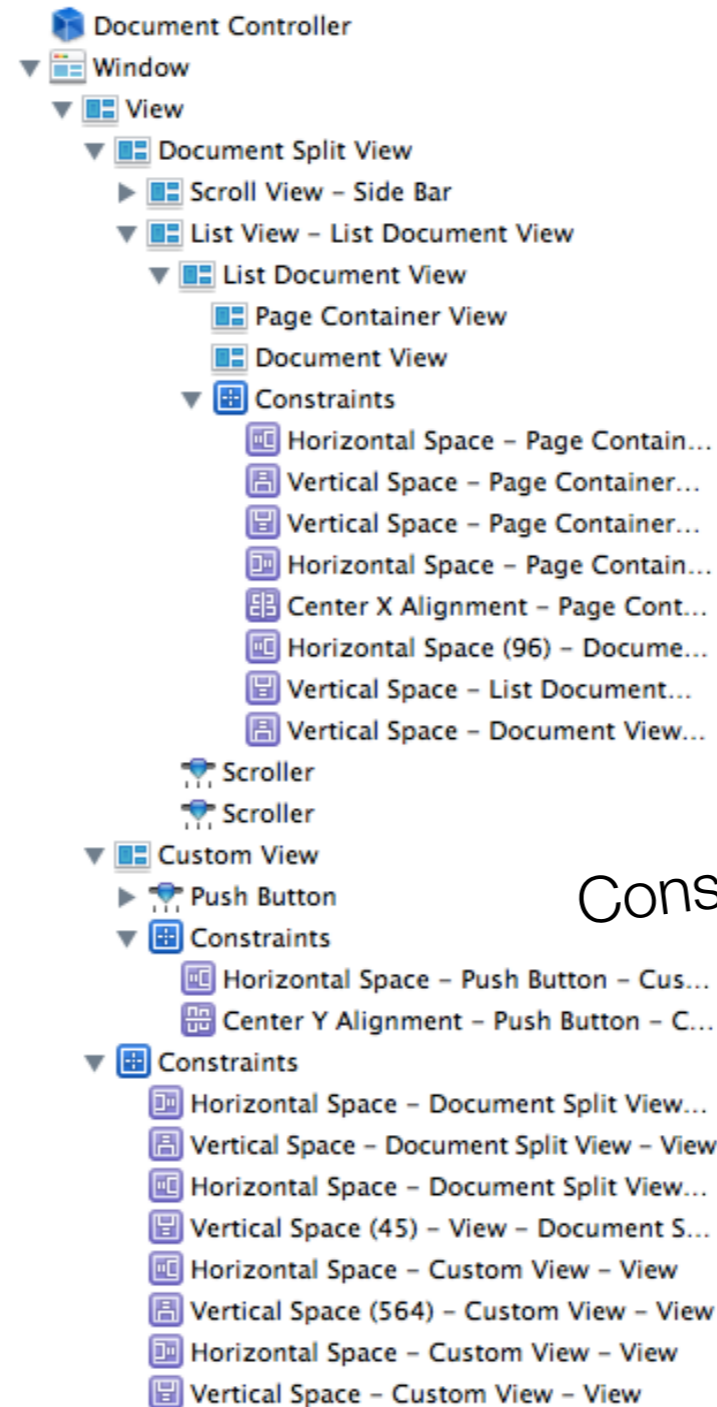 Document Controller
Window
View
Document Split View
Scroll View – Side Bar
List View – List Document View
List Document View
Page Container View
Document View
Constraints
Horizontal Space – Page Contain...
Vertical Space – Page Container...
Vertical Space – Page Container...
Horizontal Space – Page Contain...
Center X Alignment – Page Cont...
Horizontal Space (96) – Docume...
Vertical Space – List Document...
Vertical Space – Document View...
Scroller
Scroller
Custom View
Push Button
Cons
Constraints
Horizontal Space – Push Button – Cus...
Center Y Alignment – Push Button – C...
Constraints
Horizontal Space – Document Split View...
Vertical Space – Document Split View – View
Horizontal Space – Document Split View...
Vertical Space (45) – View – Document S...
Horizontal Space – Custom View – View
Vertical Space (564) – Custom View – View
Horizontal Space – Custom View – View
Vertical Space – Custom View – View